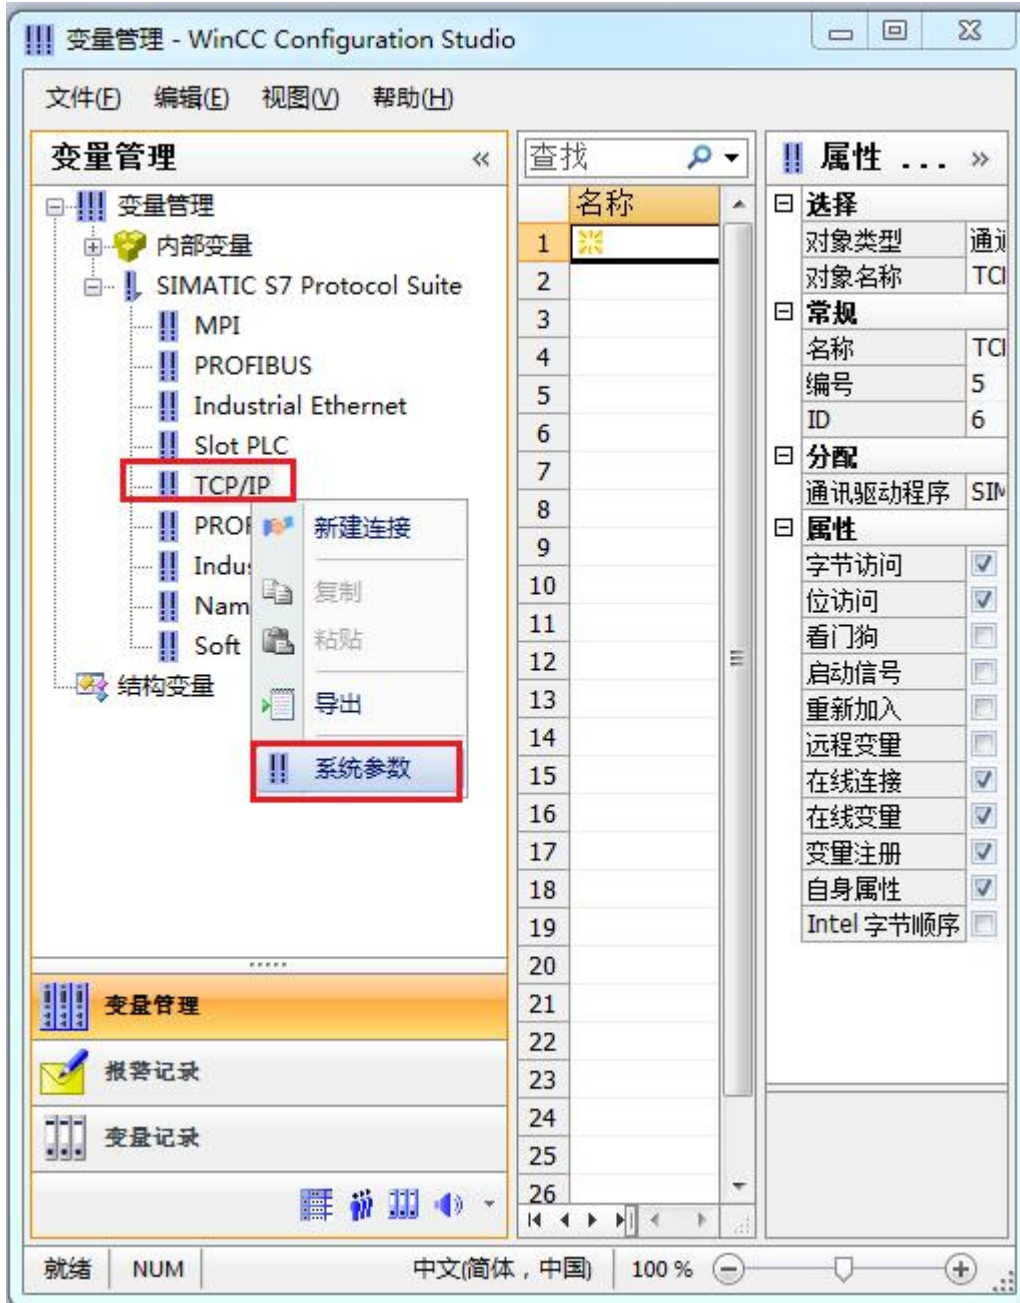 变量管理 - WinCC Configuration Studio
文件(F) 编辑(E) 视图(V) 帮助(H)
变量管理 «
变量管理
内部变量
SIMATIC S7 Protocol Suite
MPI
PROFIBUS
Industrial Ethernet
Slot PLC
TCP/IP
PROF
Indus
Nam
Soft
结构变量
新建连接
复制
粘贴
导出
系统参数
变量管理
报警记录
变量记录
查找
名称
1
2
3
4
5
6
7
8
9
10
11
12
13
14
15
16
17
18
19
20
21
22
23
24
25
26
属性 ... »
选择
对象类型 通讯
对象名称 TCI
常规
名称 TCI
编号 5
ID 6
分配
通讯驱动程序 SIM
属性
字节访问
位访问
看门狗
启动信号
重新加入
远程变量
在线连接
在线变量
变量注册
自身属性
Intel 字节顺序
就绪 NUM 中文(简体，中国) 100 %